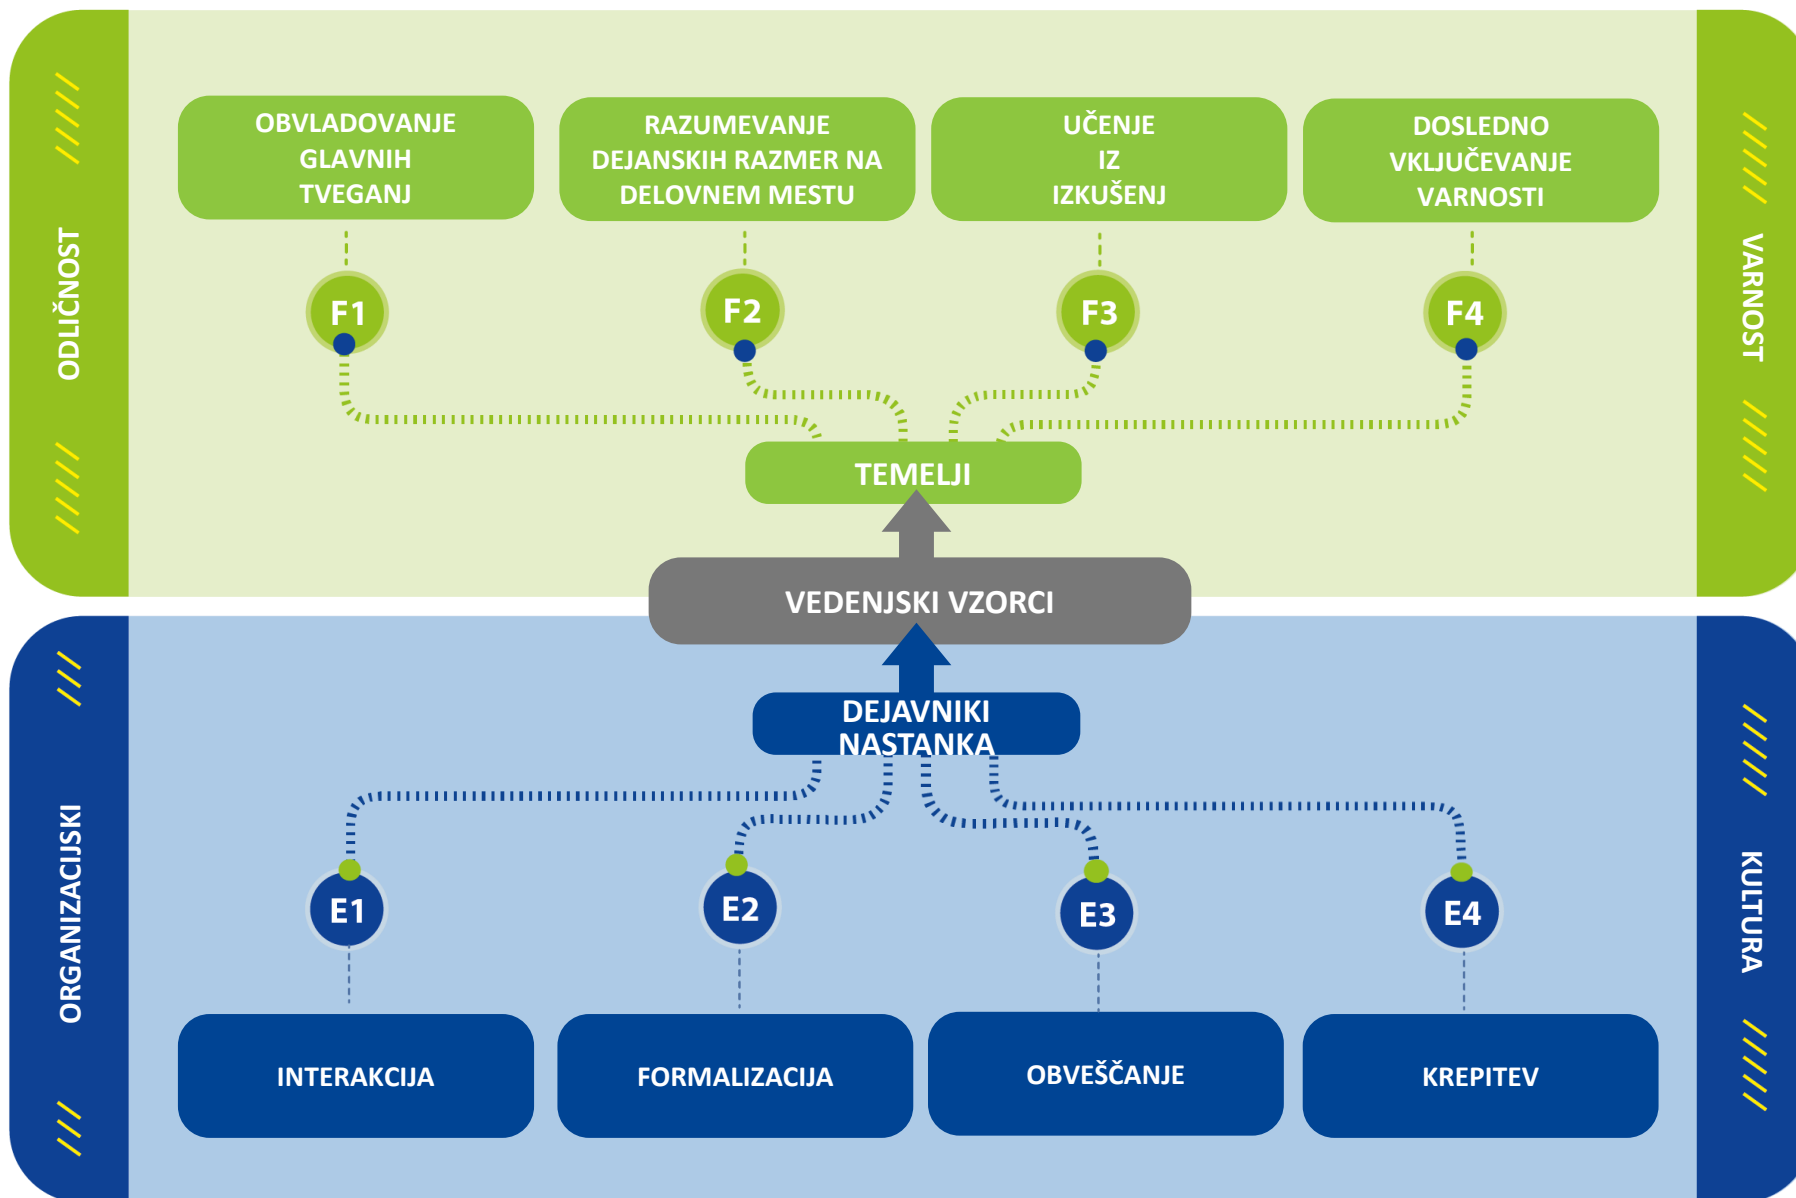 ODLIČNOST
VARNOST
OBVLADOVANJE
GLAVNIH
TVEGANJ
RAZUMEVANJE
DEJANSKIH RAZMER NA
DELOVNEM MESTU
UČENJE
IZ
IZKUŠENJ
DOSLEDNO
VKLJUČEVANJE
VARNOSTI
F1
F2
F3
F4
TEMELJI
VEDENJSKI VZORCI
DEJAVNIKI
NASTANKA
ORGANIZACIJSKI
KULTURA
E1
E2
E3
E4
INTERAKCIJA
FORMALIZACIJA
OBVEŠČANJE
KREPITEV